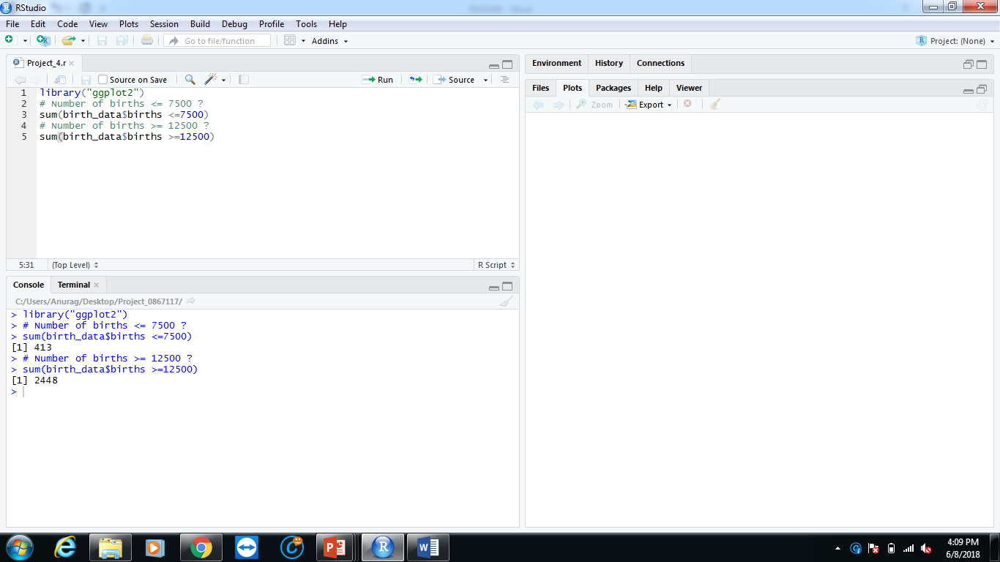 RStudio
File Edit Code View Plots Session Build Debug Profile Tools Help
Go to file/function Addins Project: (None)
Project_4.r
Source on Save Run Source
1 library("ggplot2")
2 # Number of births <= 7500 ?
3 sum(birth_data$births <=7500)
4 # Number of births >= 12500 ?
5 sum(birth_data$births >=12500)
5:31 (Top Level) R Script
Console Terminal
C:/Users/Anurag/Desktop/Project_0867117/
> library("ggplot2")
> # Number of births <= 7500 ?
> sum(birth_data$births <=7500)
[1] 413
> # Number of births >= 12500 ?
> sum(birth_data$births >=12500)
[1] 2448
>
Environment History Connections
Files Plots Packages Help Viewer
Zoom Export
4:09 PM
6/8/2018